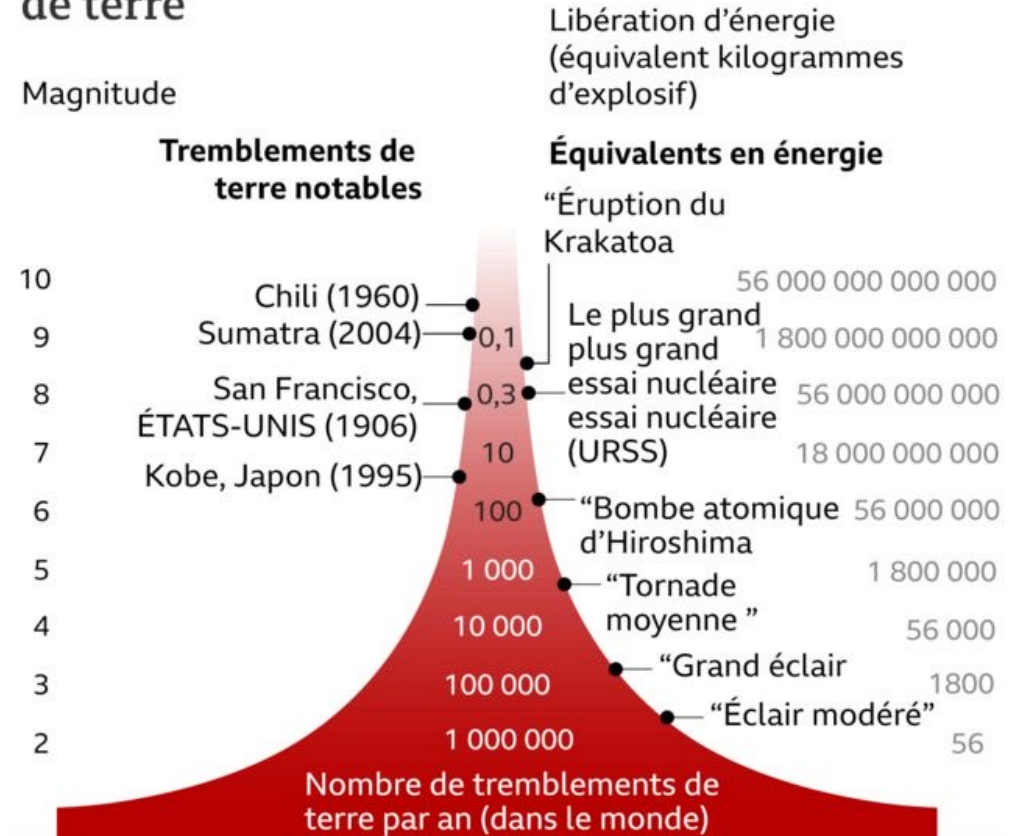 de terre
Libération d’énergie
(équivalent kilogrammes
d’explosif)
Magnitude
Tremblements de
terre notables
Équivalents en énergie
“Éruption du
Krakatoa
10
Chili (1960)
56 000 000 000 000
9
Sumatra (2004)
0,1
Le plus grand
plus grand
essai nucléaire
essai nucléaire
(URSS)
1 800 000 000 000
8
San Francisco,
ÉTATS-UNIS (1906)
0,3
56 000 000 000
7
10
18 000 000 000
Kobe, Japon (1995)
6
100
“Bombe atomique
d’Hiroshima
56 000 000
5
1 000
1 800 000
“Tornade
moyenne ”
4
10 000
56 000
“Grand éclair
3
100 000
1800
“Éclair modéré”
2
1 000 000
56
Nombre de tremblements de
terre par an (dans le monde)